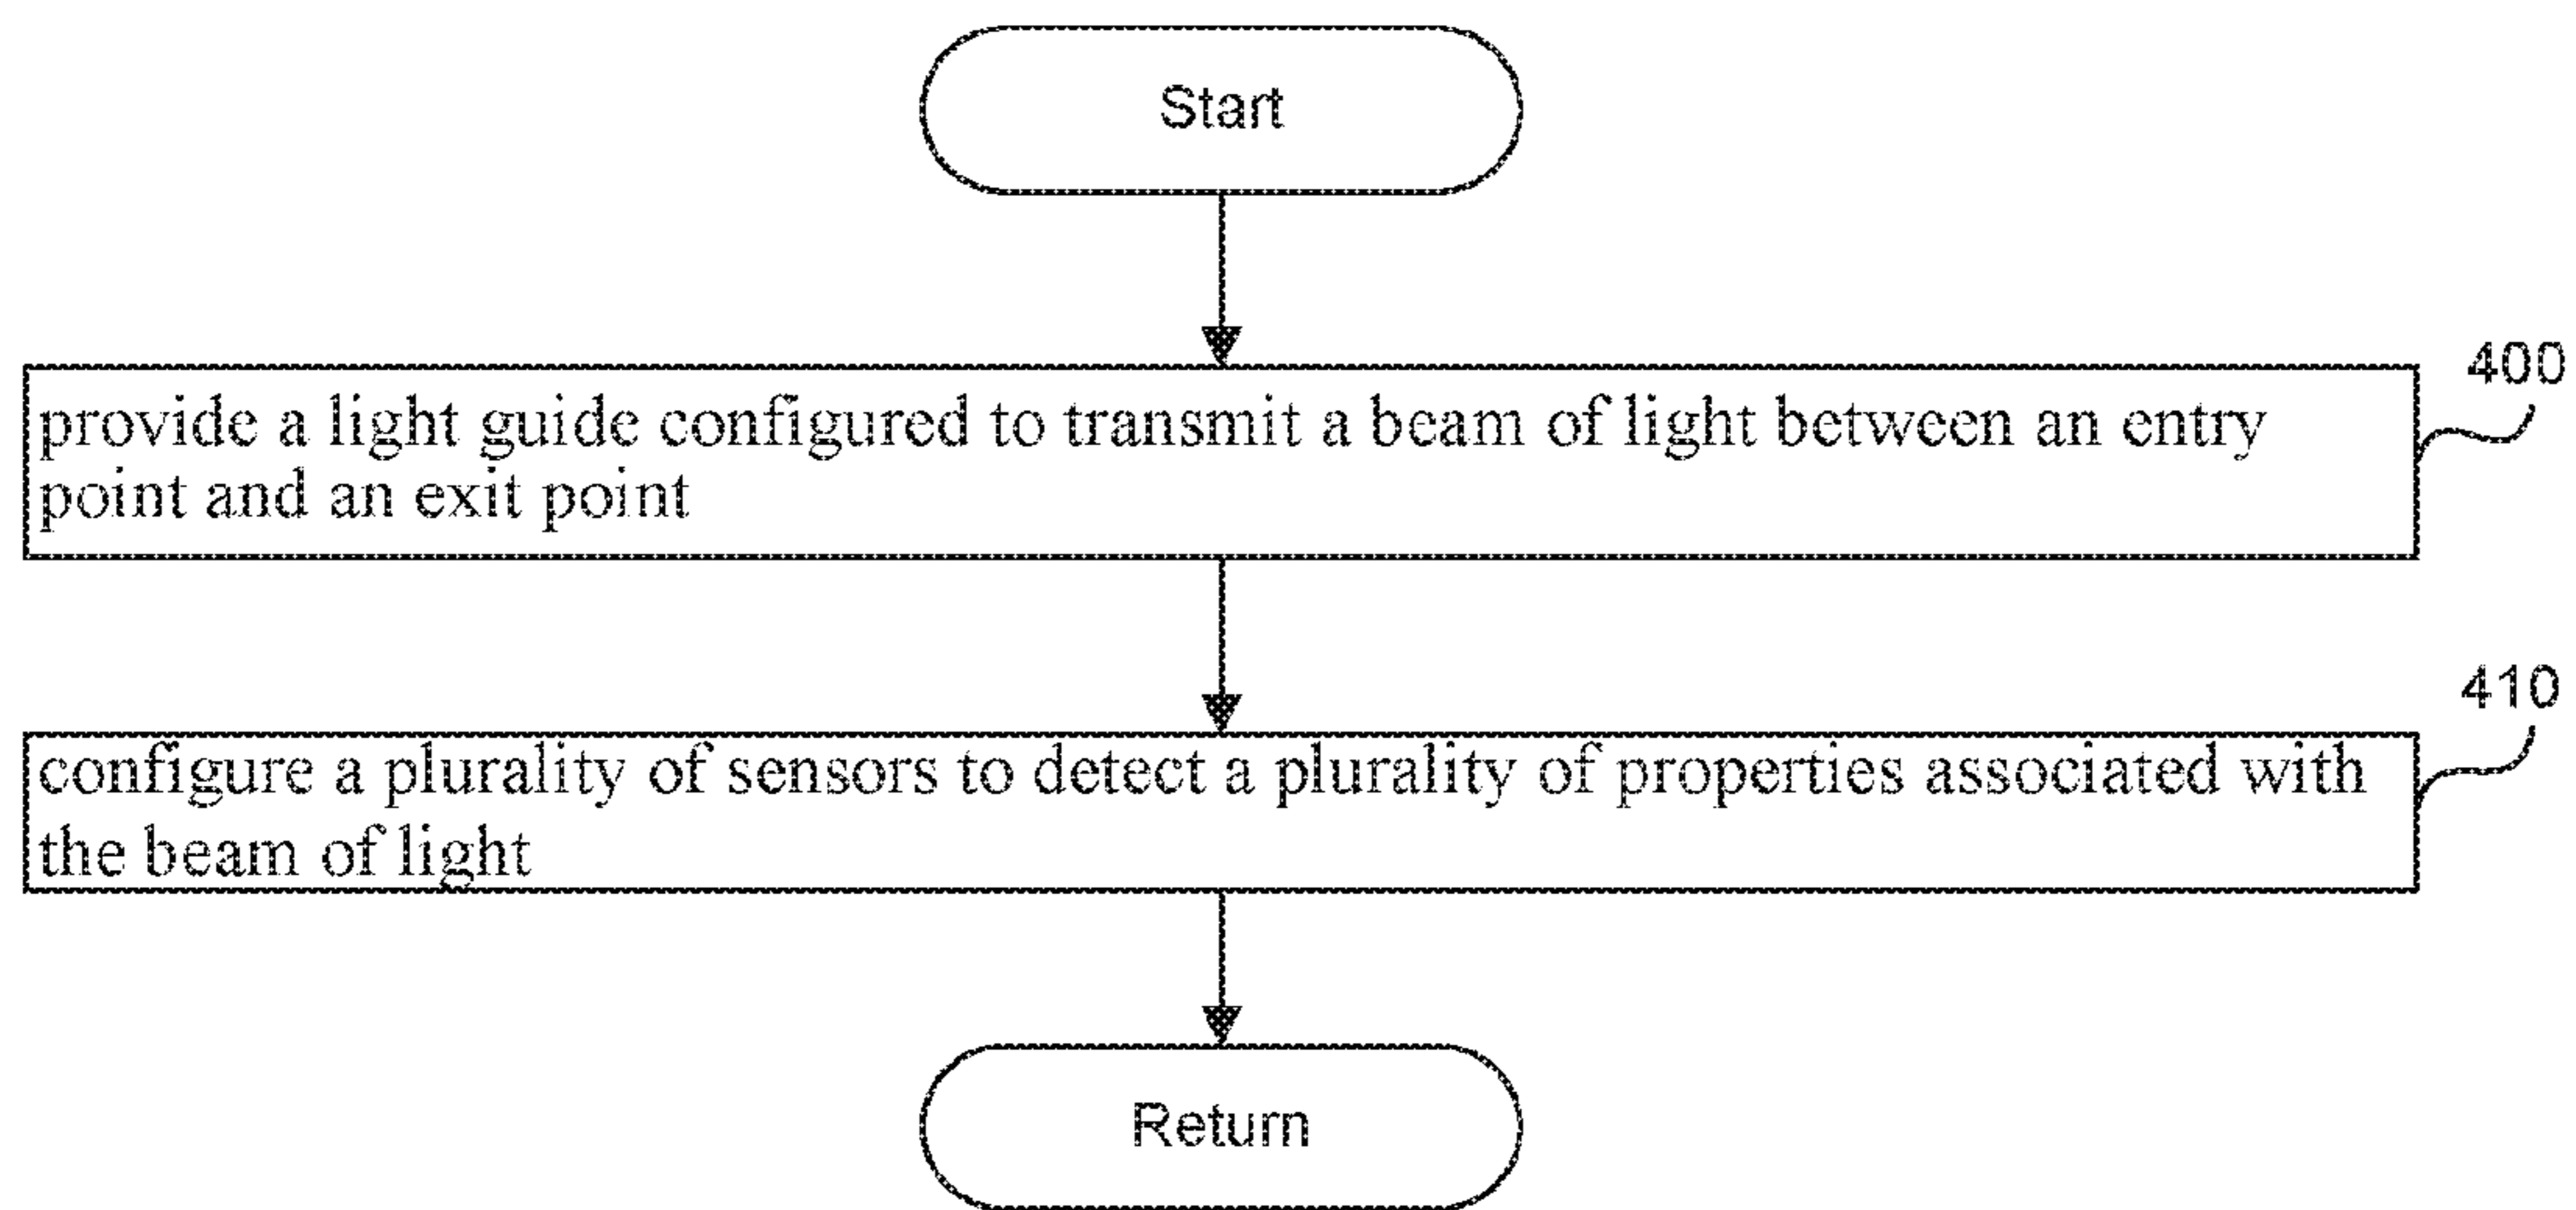 Start
400
provide a light guide configured to transmit a beam of light between an entry
point and an exit point
410
configure a plurality of sensors to detect a plurality of properties associated with
the beam of light
Return